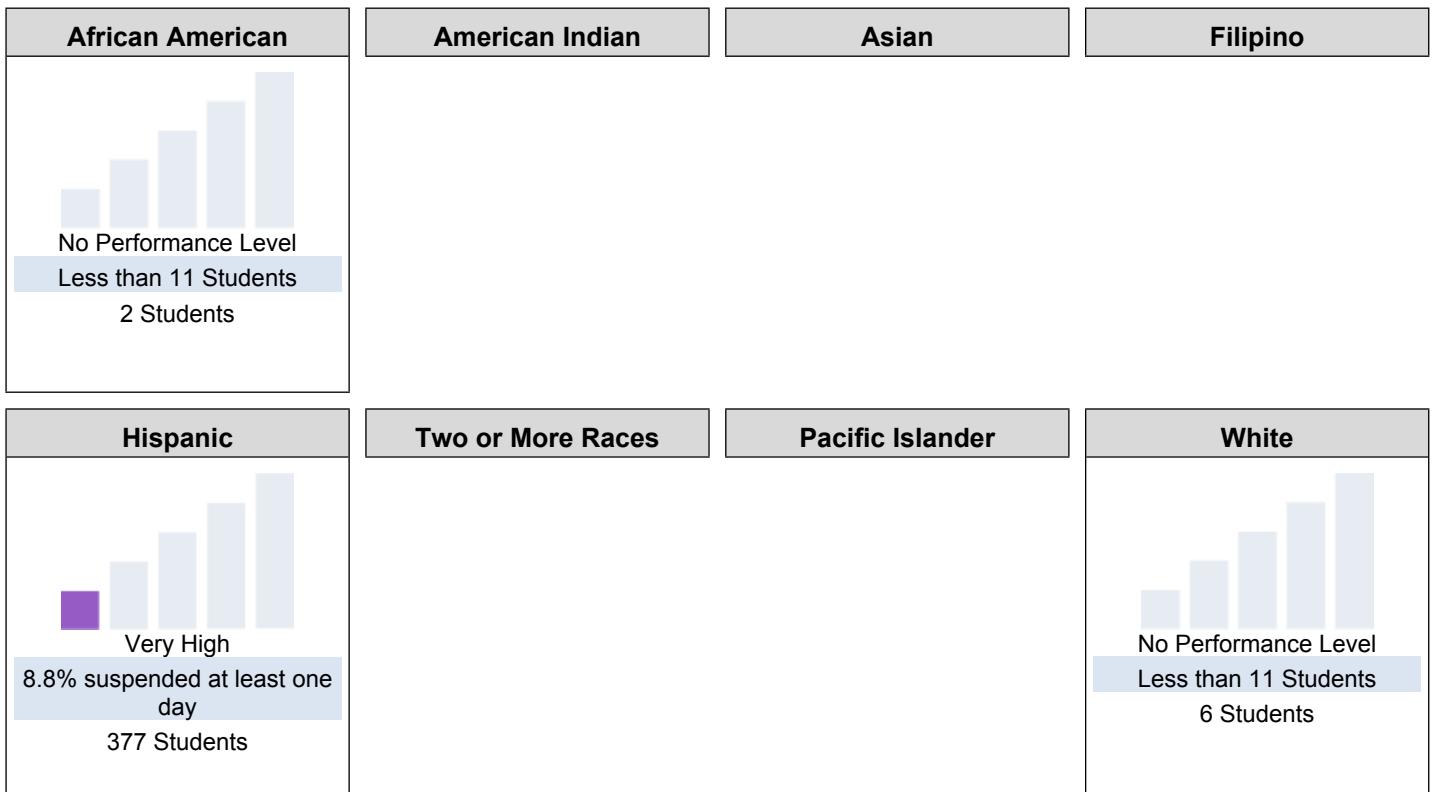 African American
American Indian
Asian
Filipino
No Performance Level
Less than 11 Students
2 Students
Hispanic
Two or More Races
Pacific Islander
White
Very High
8.8% suspended at least one
day
377 Students
No Performance Level
Less than 11 Students
6 Students